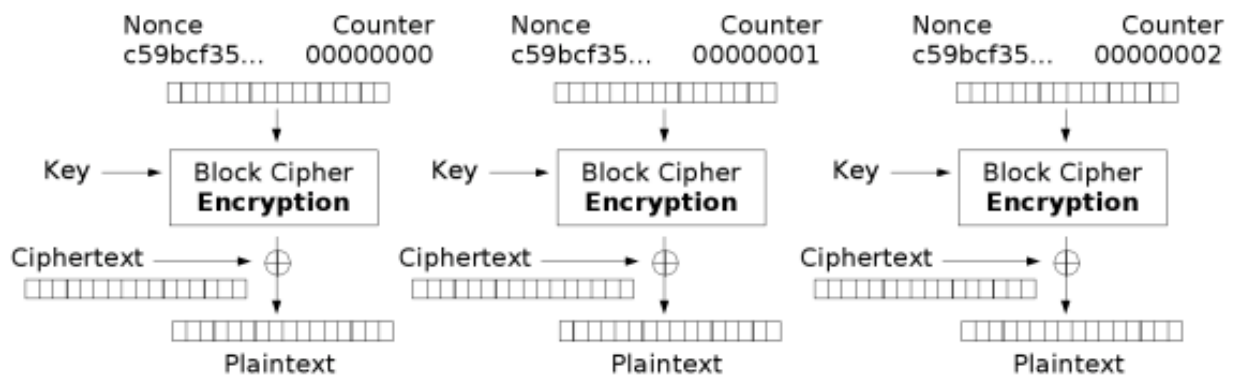 Nonce Counter Nonce Counter Nonce Counter
c59bcf35... 00000000 c59bcf35... 00000001 c59bcf35... 00000002
Key Block Cipher Key Block Cipher Key Block Cipher
Encryption Encryption Encryption
Ciphertext Ciphertext Ciphertext
Plaintext Plaintext Plaintext